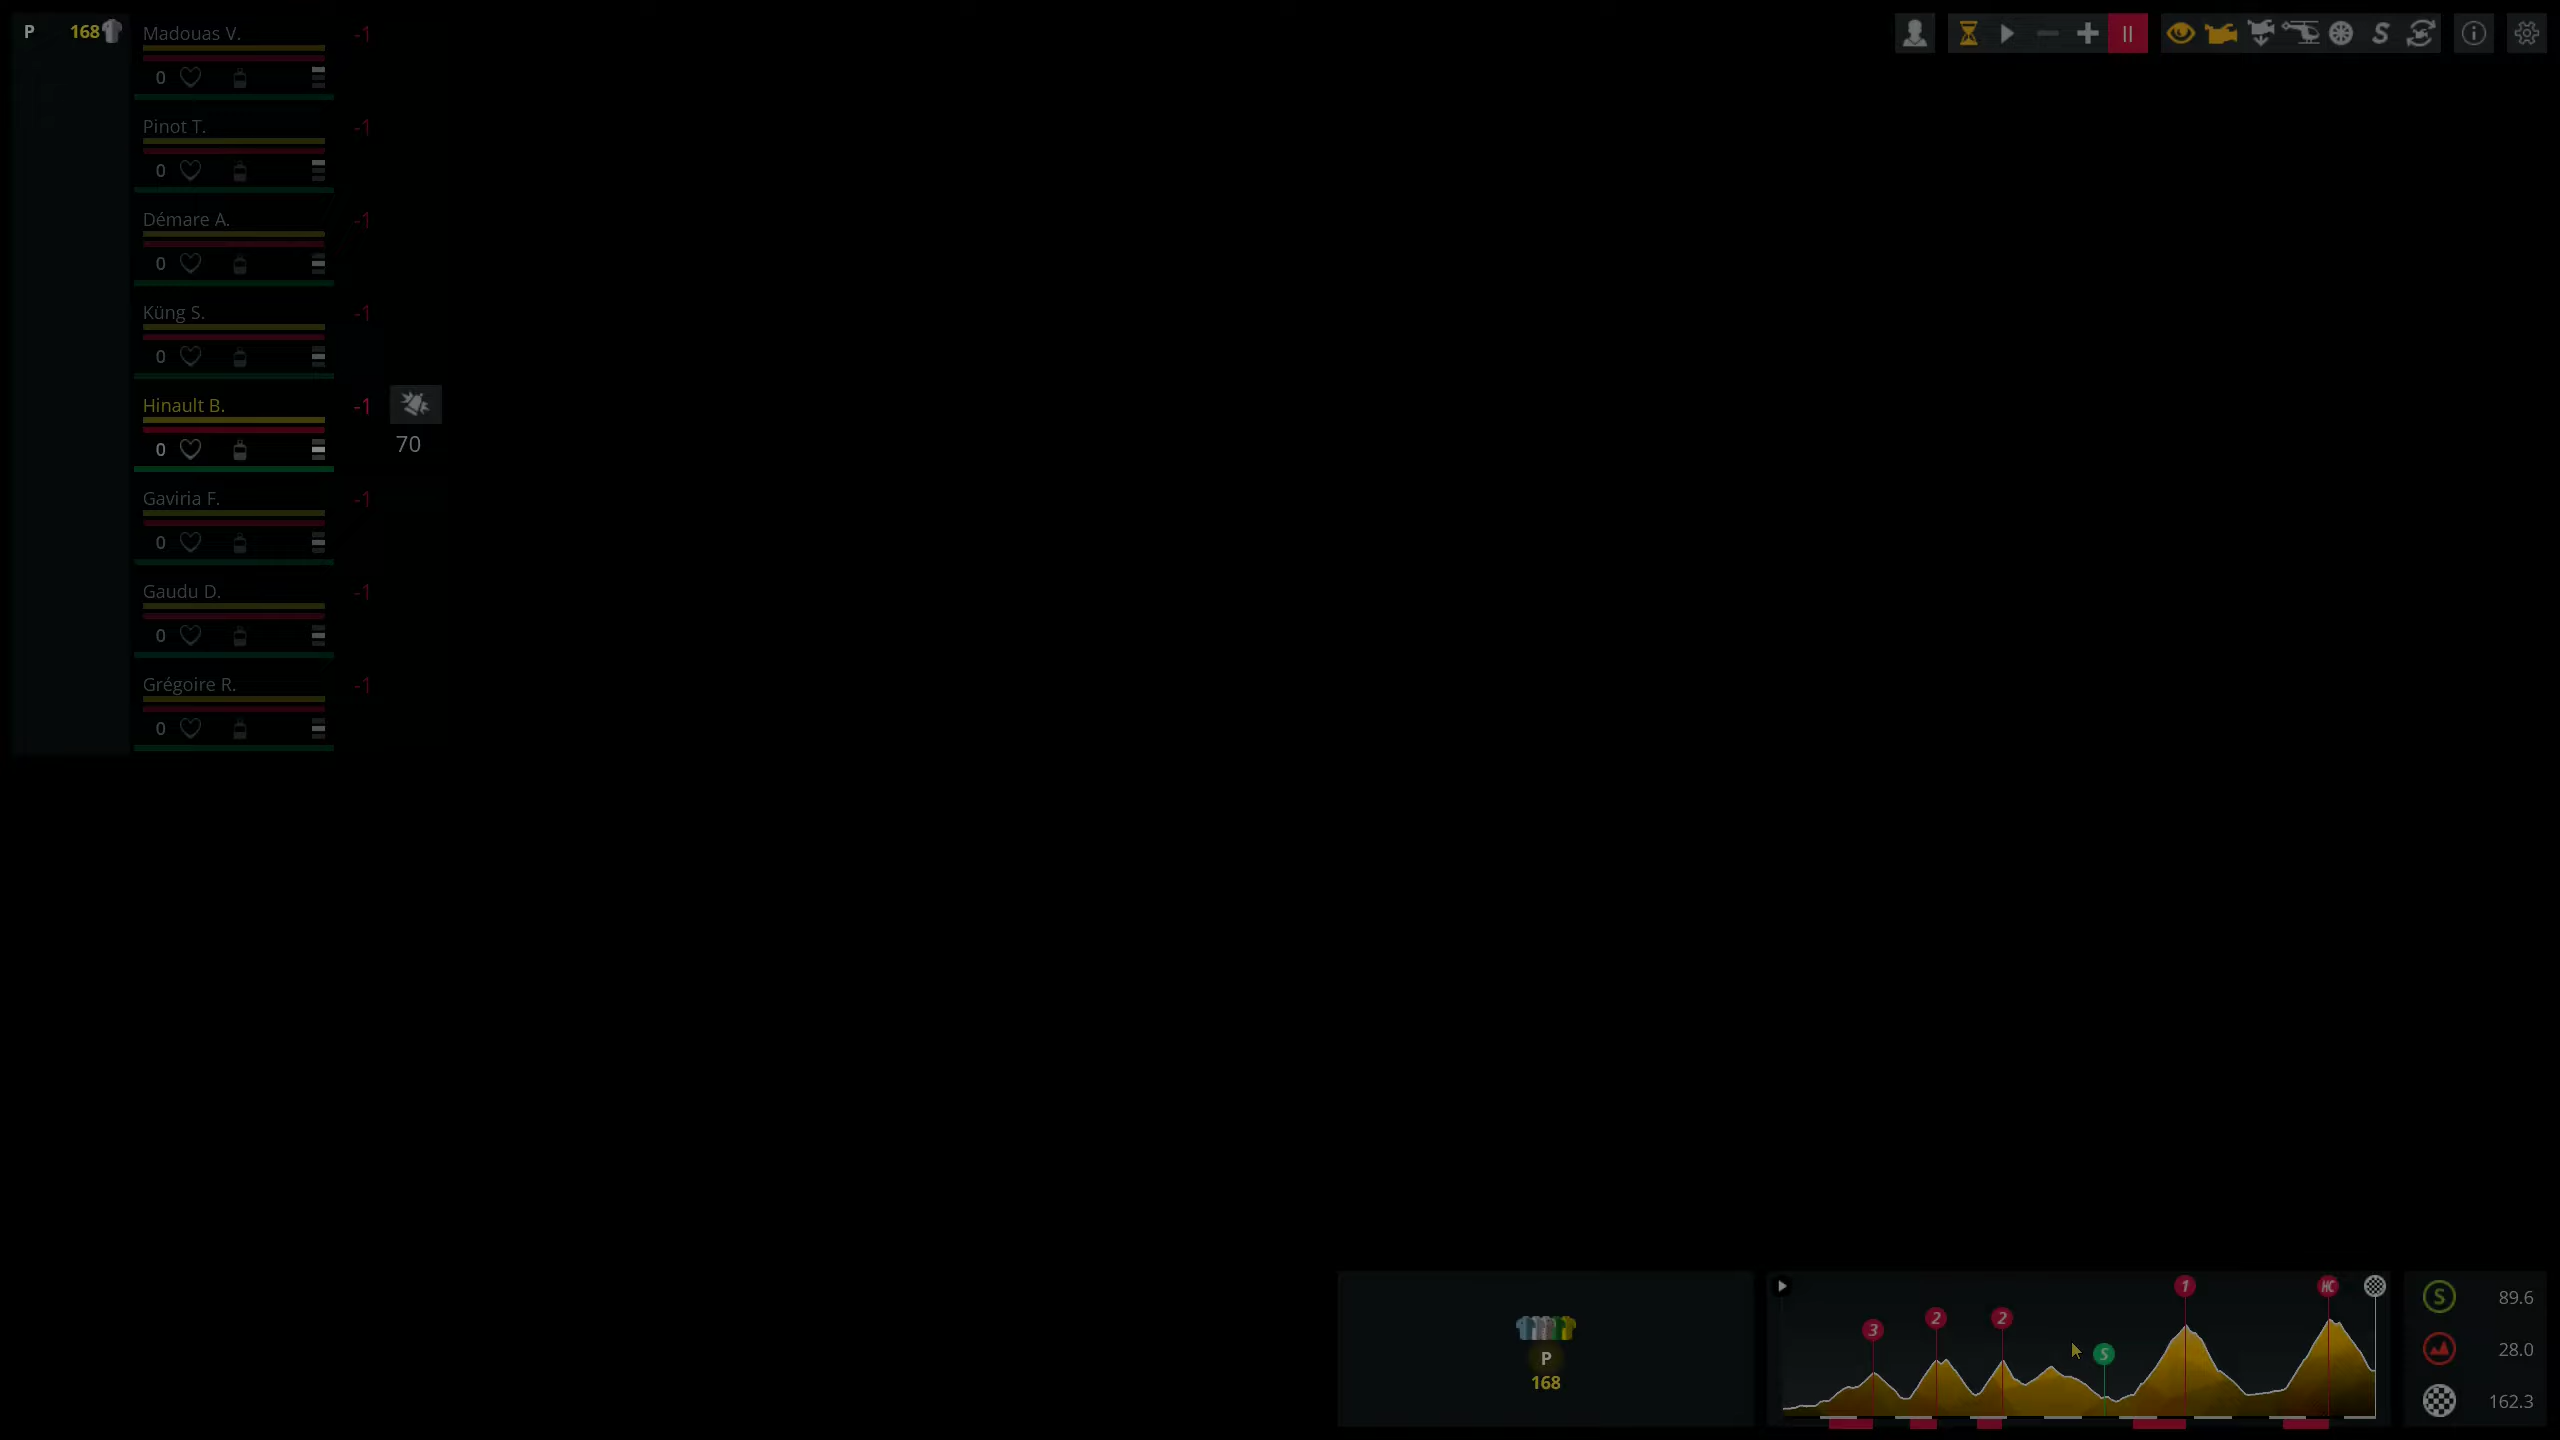 P 168
Madouas V. -1
0
Pinot T. -1
0
Démare A. -1
0
Küng S. -1
0
Hinault B. -1
0 70
Gaviria F. -1
0
Gaudu D. -1
0
Grégoire R. -1
0
S
P
168
3 2 2 S 1 HC
S 89.6
28.0
162.3